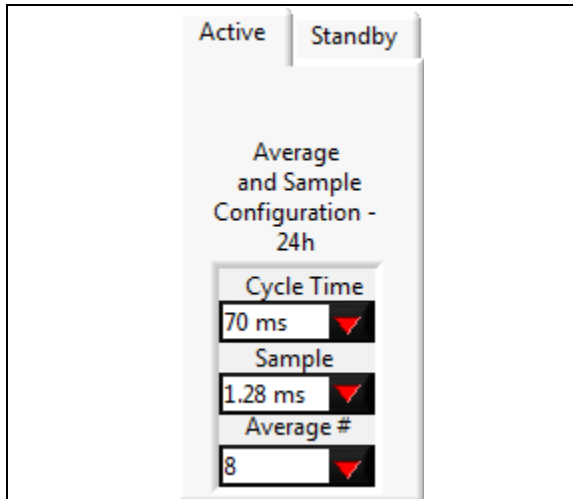 Active
Standby
Average
and Sample
Configuration -
24h
Cycle Time
70 ms
Sample
1.28 ms
Average #
8